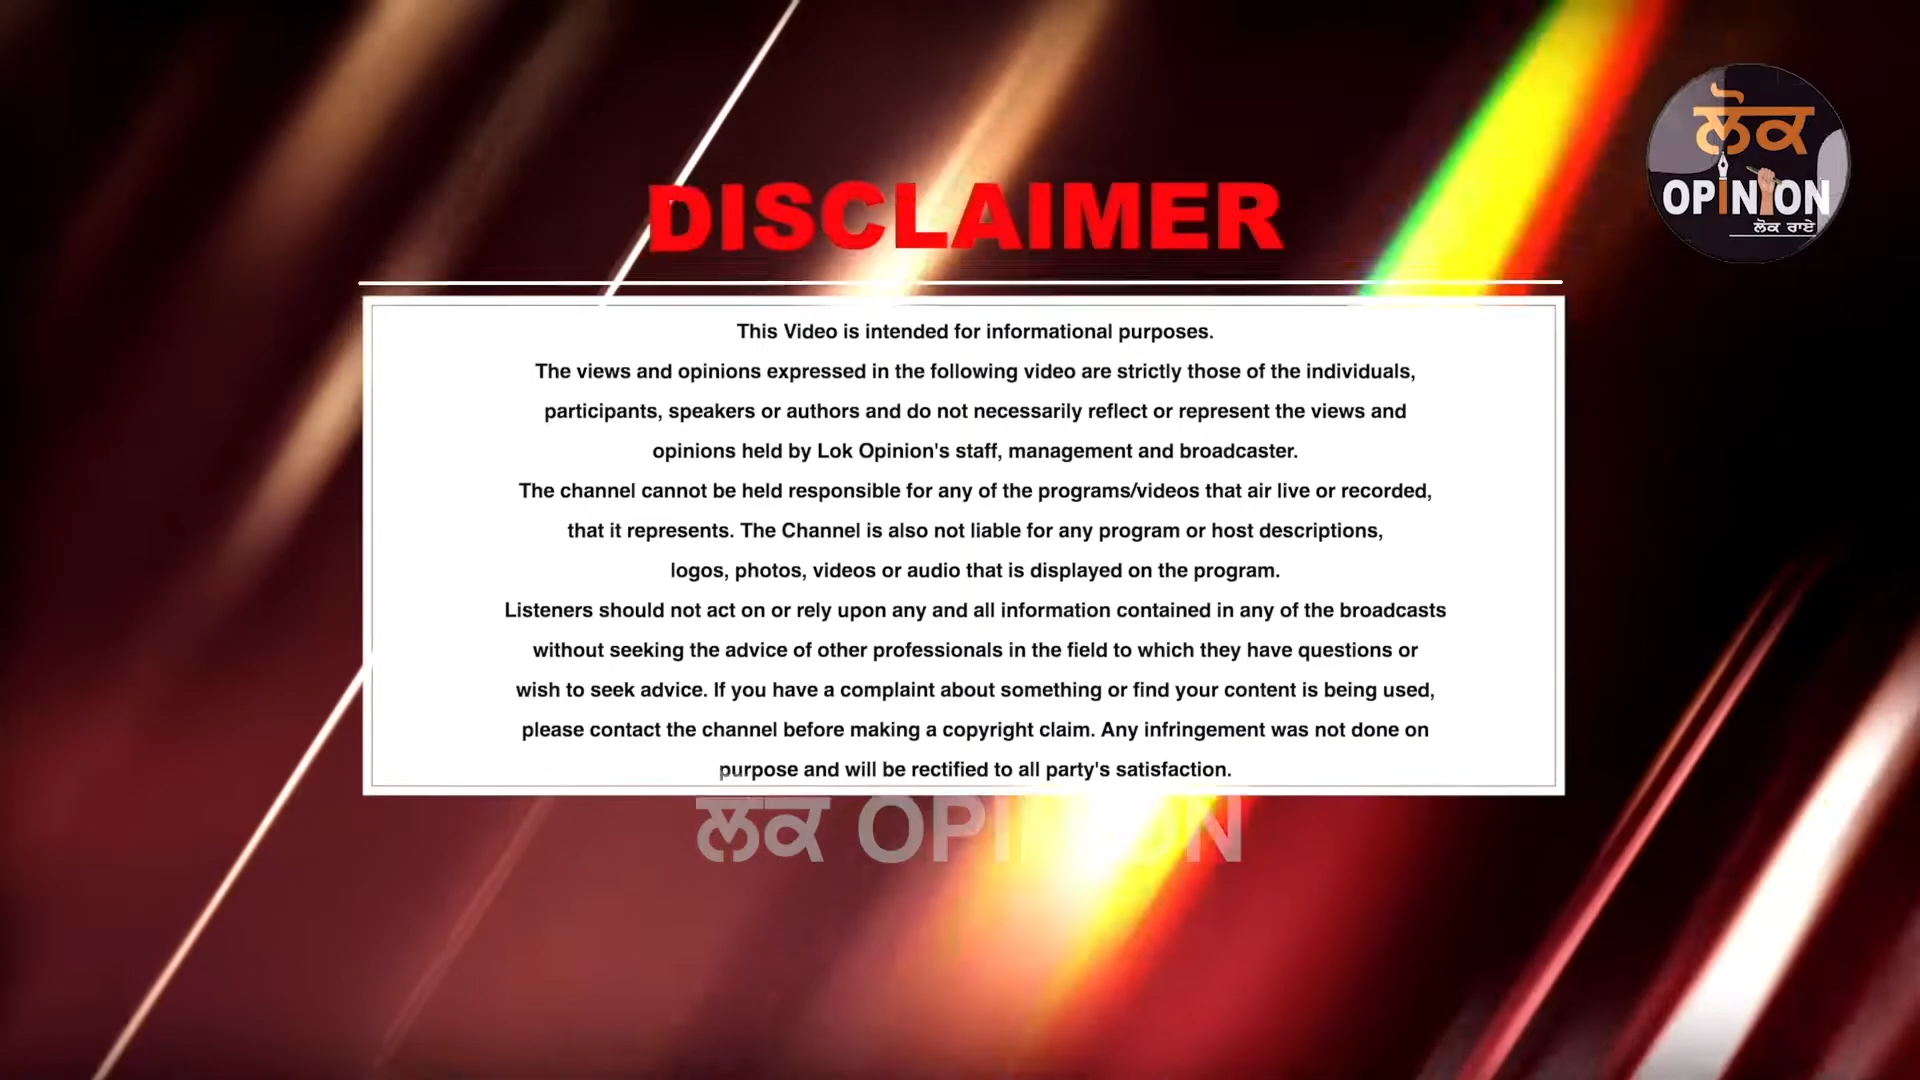 ਲੋਕ
OPINION
ਲੋਕ ਰਾਏ
DISCLAIMER
This Video is intended for informational purposes.
The views and opinions expressed in the following video are strictly those of the individuals,
participants, speakers or authors and do not necessarily reflect or represent the views and
opinions held by Lok Opinion's staff, management and broadcaster.
The channel cannot be held responsible for any of the programs/videos that air live or recorded,
that it represents. The Channel is also not liable for any program or host descriptions,
logos, photos, videos or audio that is displayed on the program.
Listeners should not act on or rely upon any and all information contained in any of the broadcasts
without seeking the advice of other professionals in the field to which they have questions or
wish to seek advice. If you have a complaint about something or find your content is being used,
please contact the channel before making a copyright claim. Any infringement was not done on
purpose and will be rectified to all party's satisfaction.
ਲੋਕ OPINION